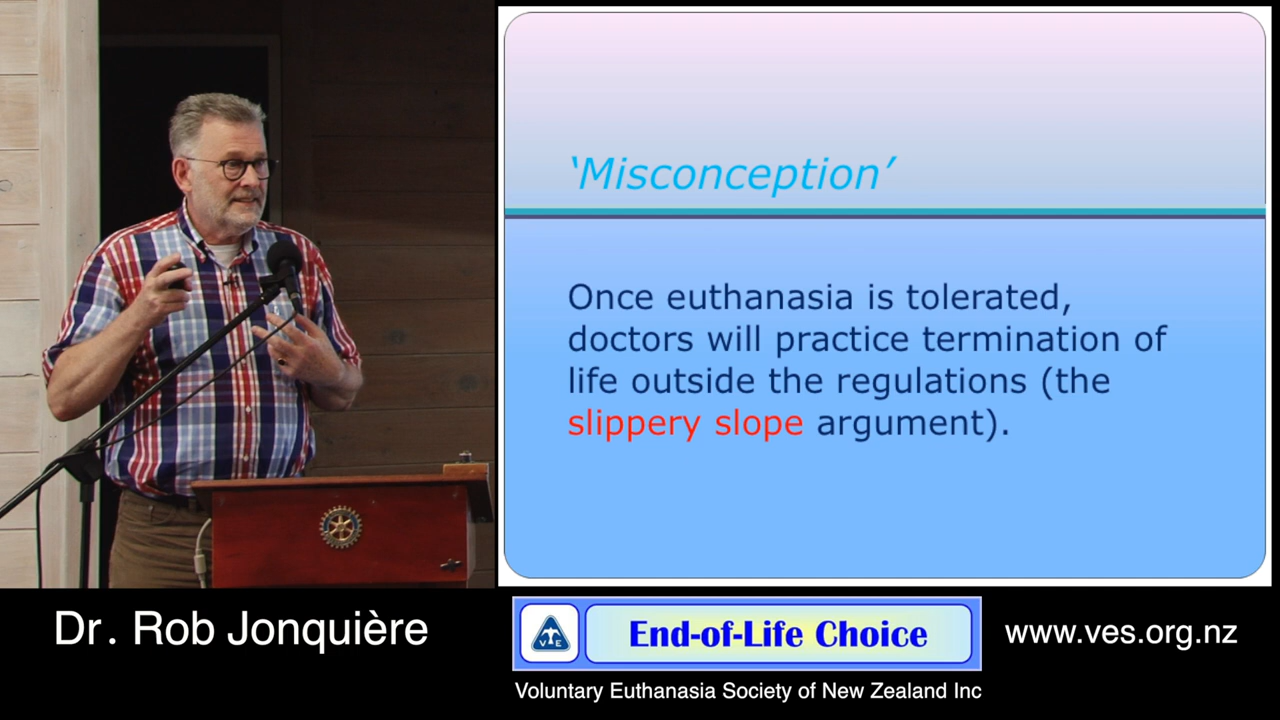 ‘Misconception’
Once euthanasia is tolerated,
doctors will practice termination of
life outside the regulations (the
slippery slope argument).
Dr. Rob Jonquière
V E
End-of-Life Choice
www.ves.org.nz
Voluntary Euthanasia Society of New Zealand Inc